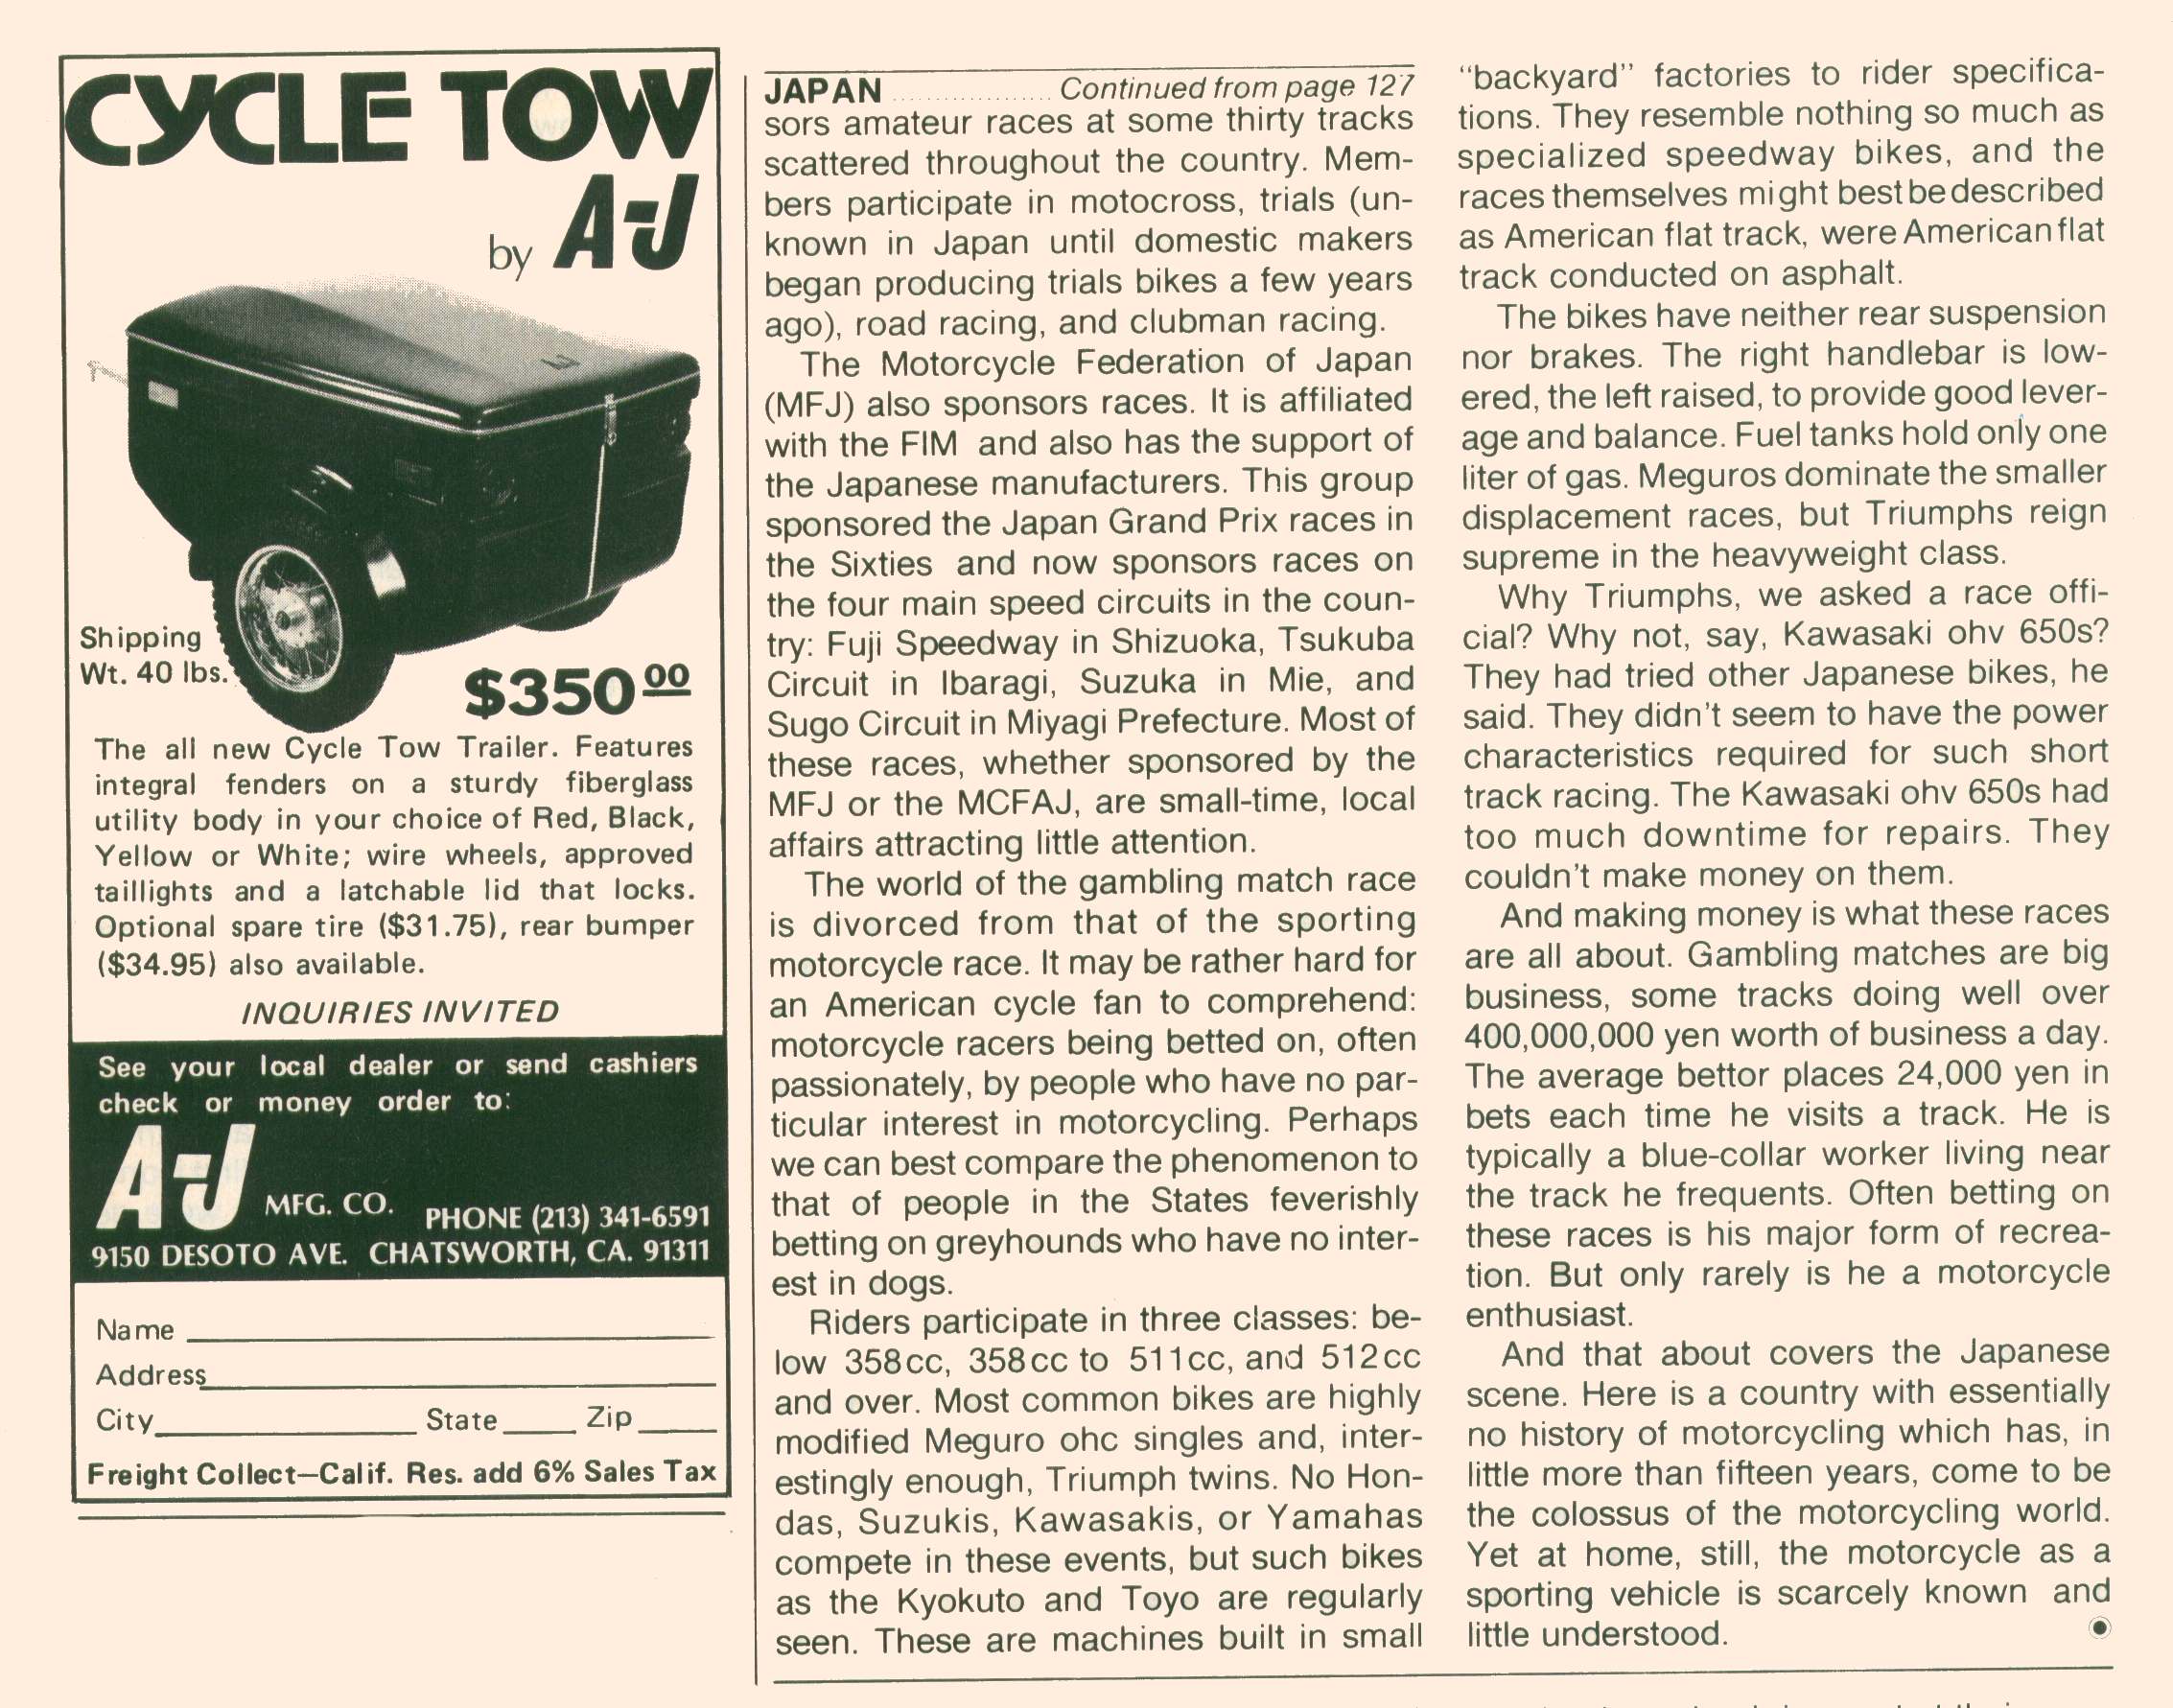 CYCLE TOW
by A-J
Shipping
Wt. 40 lbs.
$350.00
The all new Cycle Tow Trailer. Features
integral fenders on a sturdy fiberglass
utility body in your choice of Red, Black,
Yellow or White; wire wheels, approved
taillights and a latchable lid that locks.
Optional spare tire ($31.75), rear bumper
($34.95) also available.
INQUIRIES INVITED
See your local dealer or send cashiers
check or money order to:
A-J MFG. CO. PHONE (213) 341-6591
9150 DESOTO AVE. CHATSWORTH, CA. 91311
Name
Address
City State Zip
Freight Collect—Calif. Res. add 6% Sales Tax
JAPAN .................. Continued from page 127
sors amateur races at some thirty tracks
scattered throughout the country. Mem-
bers participate in motocross, trials (un-
known in Japan until domestic makers
began producing trials bikes a few years
ago), road racing, and clubman racing.
The Motorcycle Federation of Japan
(MFJ) also sponsors races. It is affiliated
with the FIM and also has the support of
the Japanese manufacturers. This group
sponsored the Japan Grand Prix races in
the Sixties and now sponsors races on
the four main speed circuits in the coun-
try: Fuji Speedway in Shizuoka, Tsukuba
Circuit in Ibaragi, Suzuka in Mie, and
Sugo Circuit in Miyagi Prefecture. Most of
these races, whether sponsored by the
MFJ or the MCFAJ, are small-time, local
affairs attracting little attention.
The world of the gambling match race
is divorced from that of the sporting
motorcycle race. It may be rather hard for
an American cycle fan to comprehend:
motorcycle racers being betted on, often
passionately, by people who have no par-
ticular interest in motorcycling. Perhaps
we can best compare the phenomenon to
that of people in the States feverishly
betting on greyhounds who have no inter-
est in dogs.
Riders participate in three classes: be-
low 358cc, 358cc to 511cc, and 512cc
and over. Most common bikes are highly
modified Meguro ohc singles and, inter-
estingly enough, Triumph twins. No Hon-
das, Suzukis, Kawasakis, or Yamahas
compete in these events, but such bikes
as the Kyokuto and Toyo are regularly
seen. These are machines built in small
"backyard" factories to rider specifica-
tions. They resemble nothing so much as
specialized speedway bikes, and the
races themselves might best be described
as American flat track, were American flat
track conducted on asphalt.
The bikes have neither rear suspension
nor brakes. The right handlebar is low-
ered, the left raised, to provide good lever-
age and balance. Fuel tanks hold only one
liter of gas. Meguros dominate the smaller
displacement races, but Triumphs reign
supreme in the heavyweight class.
Why Triumphs, we asked a race offi-
cial? Why not, say, Kawasaki ohv 650s?
They had tried other Japanese bikes, he
said. They didn't seem to have the power
characteristics required for such short
track racing. The Kawasaki ohv 650s had
too much downtime for repairs. They
couldn't make money on them.
And making money is what these races
are all about. Gambling matches are big
business, some tracks doing well over
400,000,000 yen worth of business a day.
The average bettor places 24,000 yen in
bets each time he visits a track. He is
typically a blue-collar worker living near
the track he frequents. Often betting on
these races is his major form of recrea-
tion. But only rarely is he a motorcycle
enthusiast.
And that about covers the Japanese
scene. Here is a country with essentially
no history of motorcycling which has, in
little more than fifteen years, come to be
the colossus of the motorcycling world.
Yet at home, still, the motorcycle as a
sporting vehicle is scarcely known and
little understood.